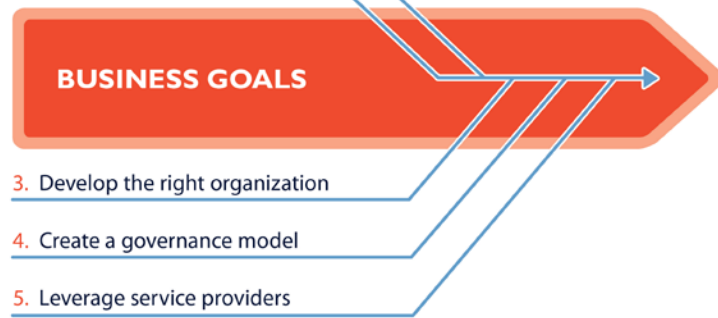 BUSINESS GOALS
3. Develop the right organization
4. Create a governance model
5. Leverage service providers